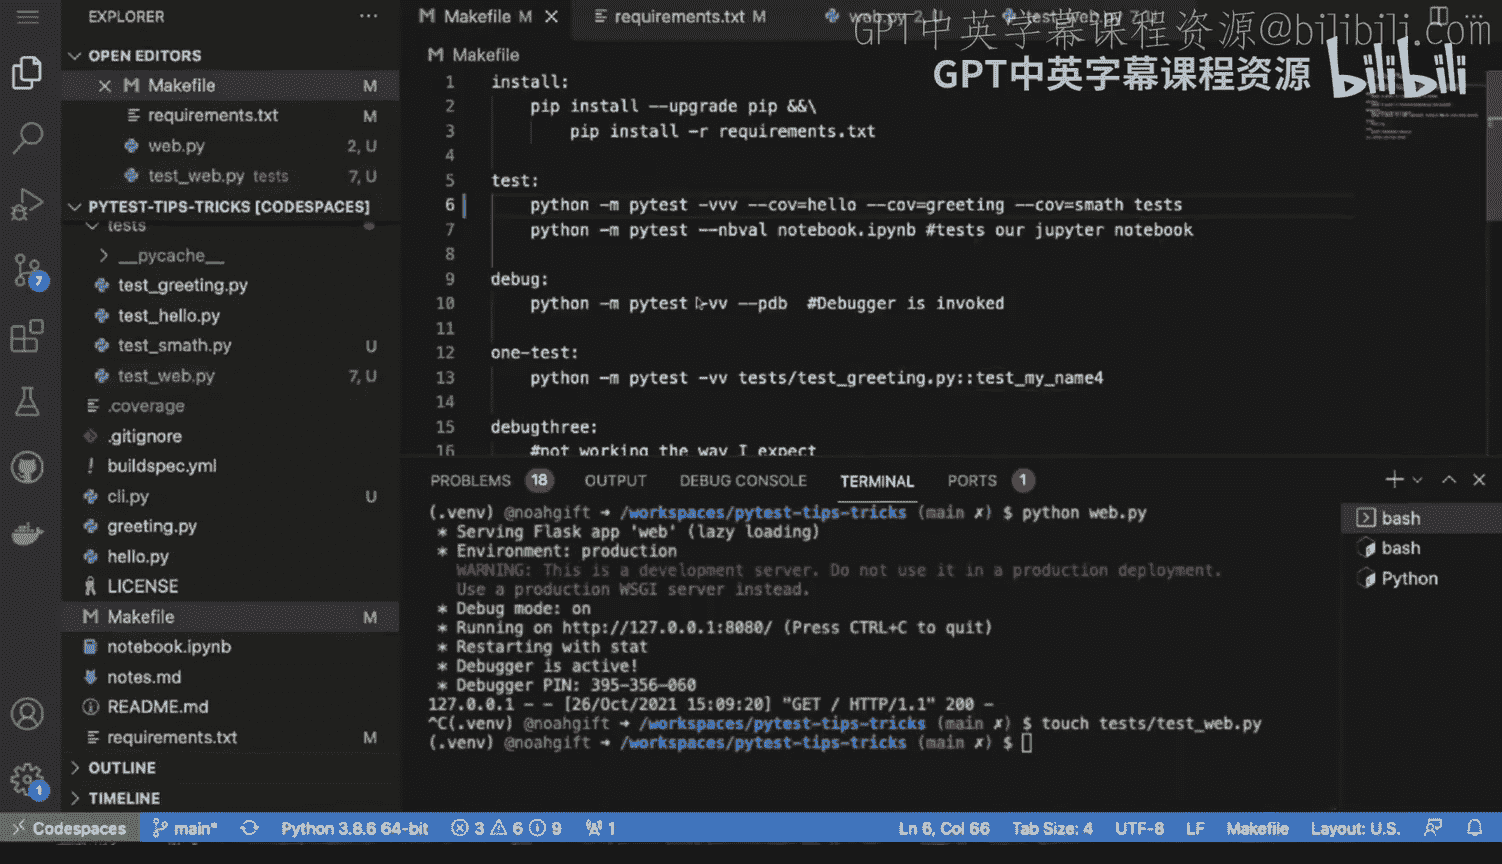 EXPLORER
OPEN EDITORS
Makefile M
requirements.txt M
web.py 2, U
test_web.py tests 7, U
PYTEST-TIPS-TRICKS [CODESPACES]
tests
__pycache__
test_greeting.py
test_hello.py
test_smath.py U
test_web.py 7, U
.coverage
.gitignore
buildspec.yml
cli.py U
greeting.py
hello.py
LICENSE
Makefile M
notebook.ipynb
notes.md
README.md
requirements.txt M
OUTLINE
TIMELINE
7
1
Makefile M requirements.txt M web.py 2, U test_web.py 7, U
GPT中英字幕课程资源@bilibili.com
GPT中英字幕课程资源 bilibili
Makefile
1 install:
2 pip install --upgrade pip &&\
3 pip install -r requirements.txt
4
5 test:
6 python -m pytest -vvv --cov=hello --cov=greeting --cov=smath tests
7 python -m pytest --nbval notebook.ipynb #tests our jupyter notebook
8
9 debug:
10 python -m pytest -vv --pdb #Debugger is invoked
11
12 one-test:
13 python -m pytest -vv tests/test_greeting.py::test_my_name4
14
15 debugthree:
16 #not working the way I expect
PROBLEMS 18 OUTPUT DEBUG CONSOLE TERMINAL PORTS 1
(.venv) @noahgift → /workspaces/pytest-tips-tricks (main ✗) $ python web.py
* Serving Flask app 'web' (lazy loading)
* Environment: production
WARNING: This is a development server. Do not use it in a production deployment.
Use a production WSGI server instead.
* Debug mode: on
* Running on http://127.0.0.1:8080/ (Press CTRL+C to quit)
* Restarting with stat
* Debugger is active!
* Debugger PIN: 395-356-060
127.0.0.1 - - [26/Oct/2021 15:09:20] "GET / HTTP/1.1" 200 -
^C(.venv) @noahgift → /workspaces/pytest-tips-tricks (main ✗) $ touch tests/test_web.py
(.venv) @noahgift → /workspaces/pytest-tips-tricks (main ✗) $
bash
bash
Python
Codespaces main* Python 3.8.6 64-bit 3 6 9 1 Ln 6, Col 66 Tab Size: 4 UTF-8 LF Makefile Layout: U.S.